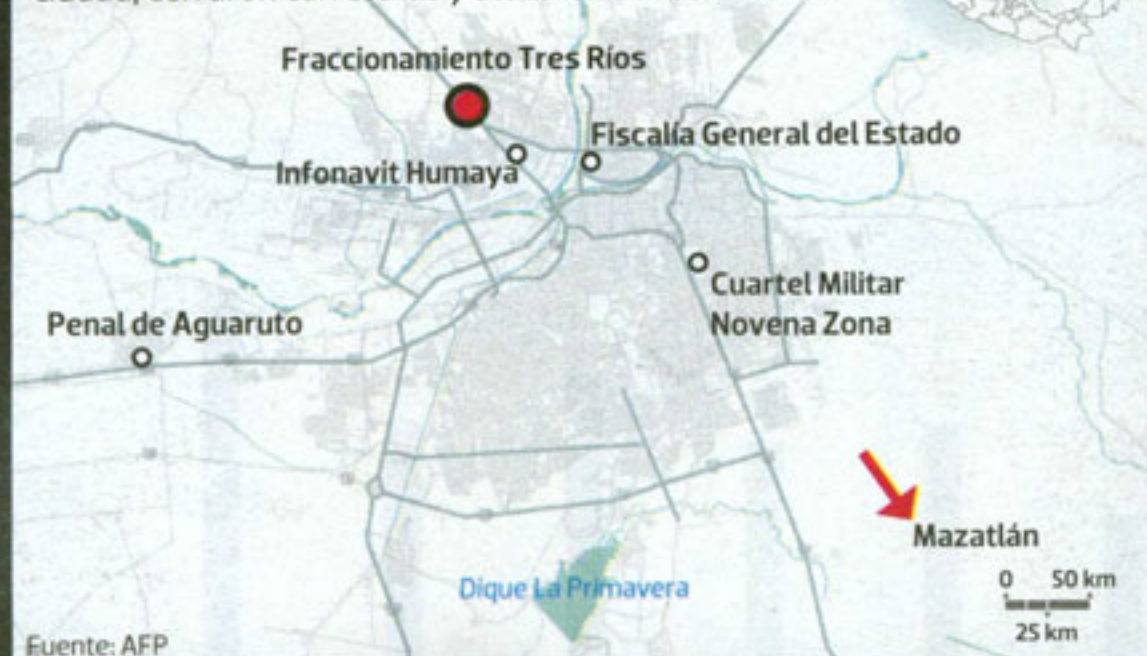 Fraccionamiento Tres Ríos
Fiscalía General del Estado
Infonavit Humaya
Cuartel Militar
Novena Zona
Penal de Aguaruto
Mazatlán
0 50 km
25 km
Dique La Primavera
Fuente: AFP